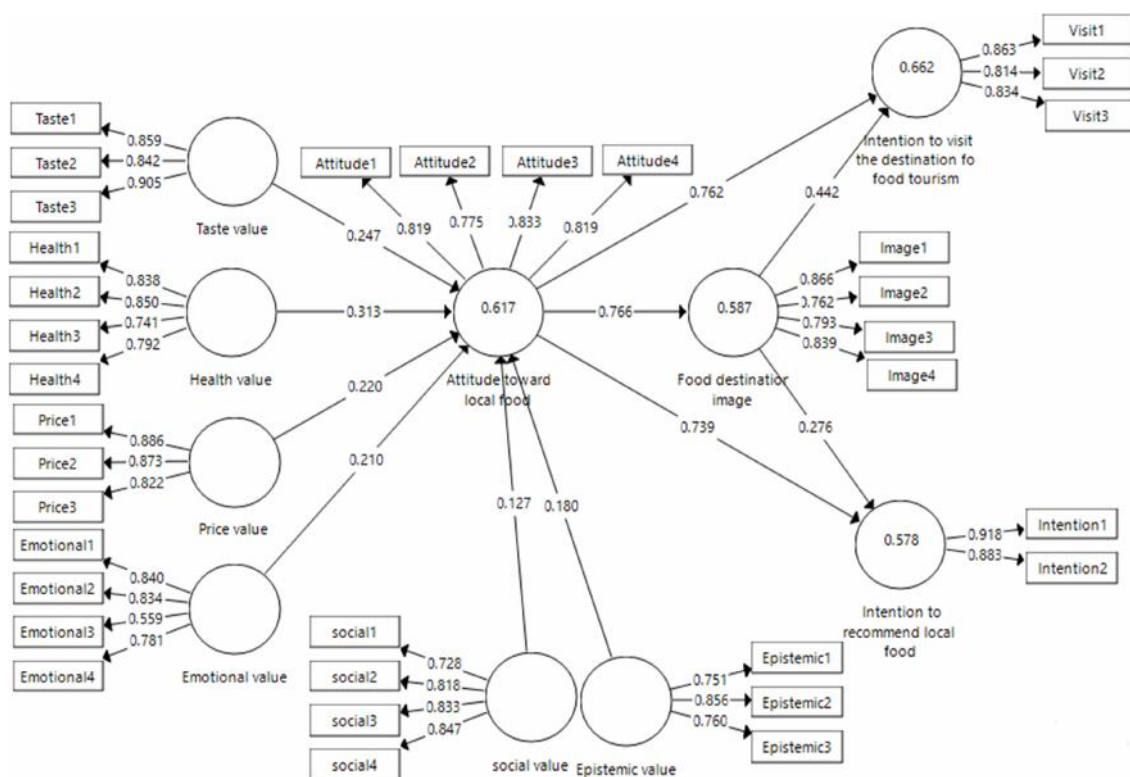 Visit1
0.863
0.662
0.814
Visit2
0.834
Visit3
Intention to visit
the destination fo
food tourism
Taste1
0.859
Taste2
0.842
Taste3
0.905
Taste value
Attitude1
Attitude2
Attitude3
Attitude4
0.819
0.775
0.833
0.819
0.762
0.442
0.247
Health1
0.838
Health2
0.850
Health3
0.741
0.792
Health4
Health value
0.313
0.617
Attitude toward
local food
0.766
0.587
Food destination
image
Image1
0.866
Image2
0.762
0.793
Image3
0.839
Image4
0.220
Price1
0.886
Price2
0.873
0.822
Price3
Price value
0.210
0.127
0.180
0.739
0.276
Emotional1
0.840
Emotional2
0.834
0.559
Emotional3
0.781
Emotional4
Emotional value
0.578
Intention to
recommend local
food
0.918
Intention1
0.883
Intention2
social1
0.728
social2
0.818
0.833
social3
0.847
social4
social value
Epistemic value
0.751
Epistemic1
0.856
Epistemic2
0.760
Epistemic3